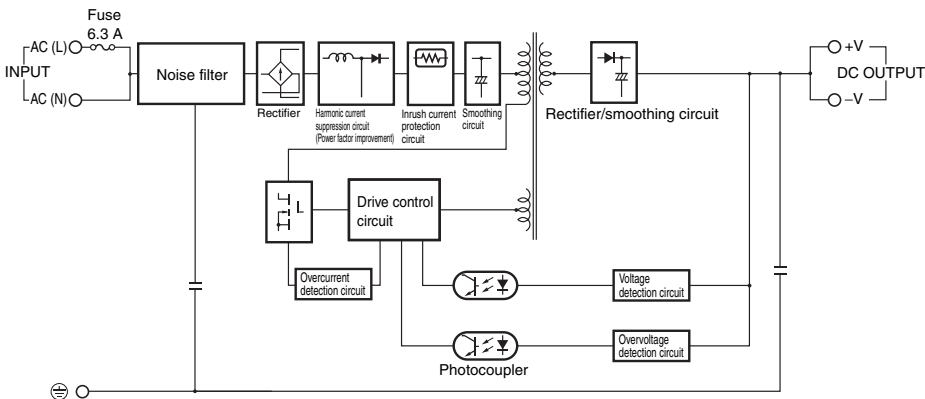 Fuse
6.3 A
AC (L)
INPUT
AC (N)
Noise filter
Rectifier
Harmonic current
suppression circuit
(Power factor improvement)
Inrush current
protection
circuit
Smoothing
circuit
Rectifier/smoothing circuit
+V
DC OUTPUT
−V
Drive control
circuit
Overcurrent
detection circuit
Voltage
detection circuit
Overvoltage
detection circuit
Photocoupler